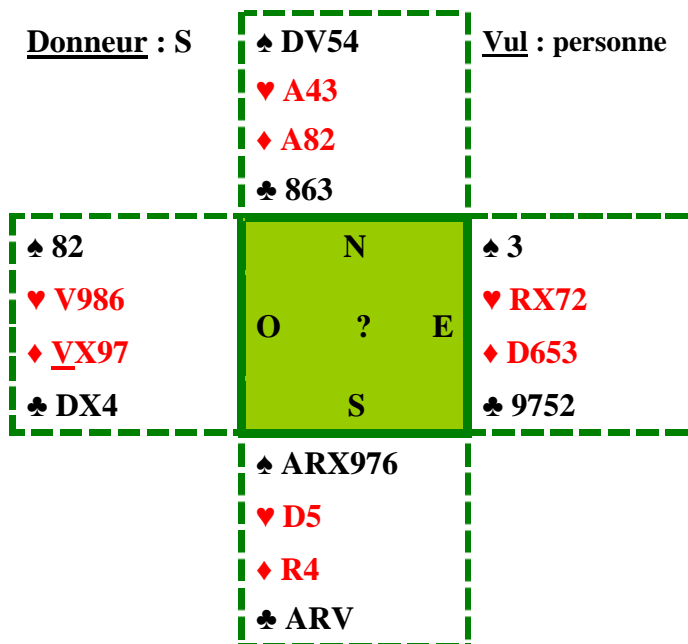 Donneur : S
♠ DV54
Vul : personne
♥ A43
♦ A82
♣ 863
♠ 82
♥ V986
♦ VX97
♣ DX4
N
O ? E
S
♠ 3
♥ RX72
♦ D653
♣ 9752
♠ ARX976
♥ D5
♦ R4
♣ ARV